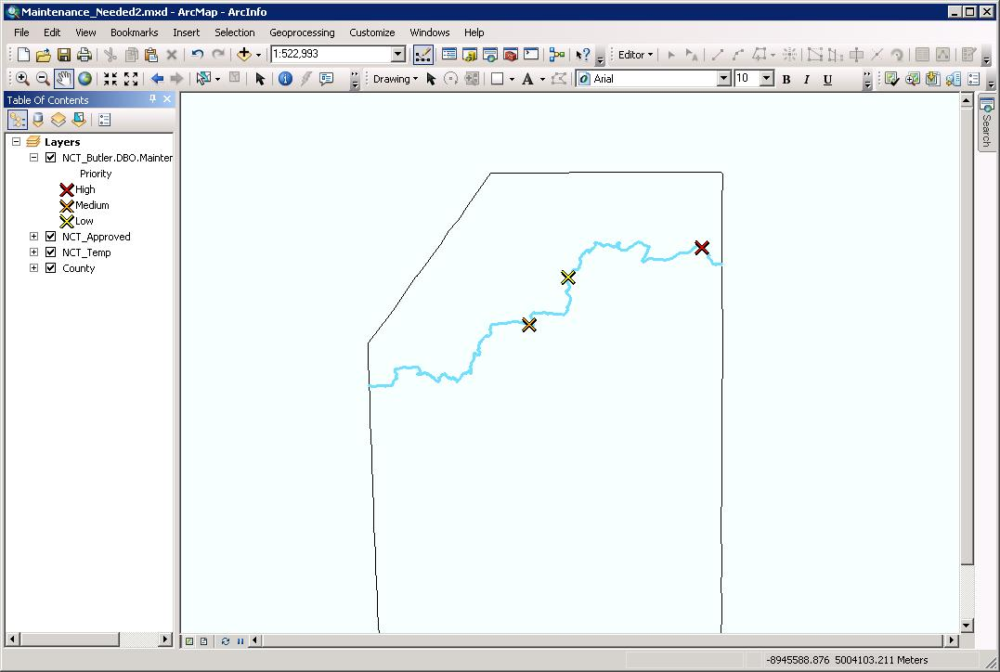 Maintenance_Needed2.mxd - ArcMap - ArcInfo
File Edit View Bookmarks Insert Selection Geoprocessing Customize Windows Help
1:522,993 Editor
Drawing A Arial 10 B I U
Table Of Contents
Layers
NCT_Butler.DBO.Mainter
Priority
High
Medium
Low
NCT_Approved
NCT_Temp
County
Search
-8945588.876 5004103.211 Meters